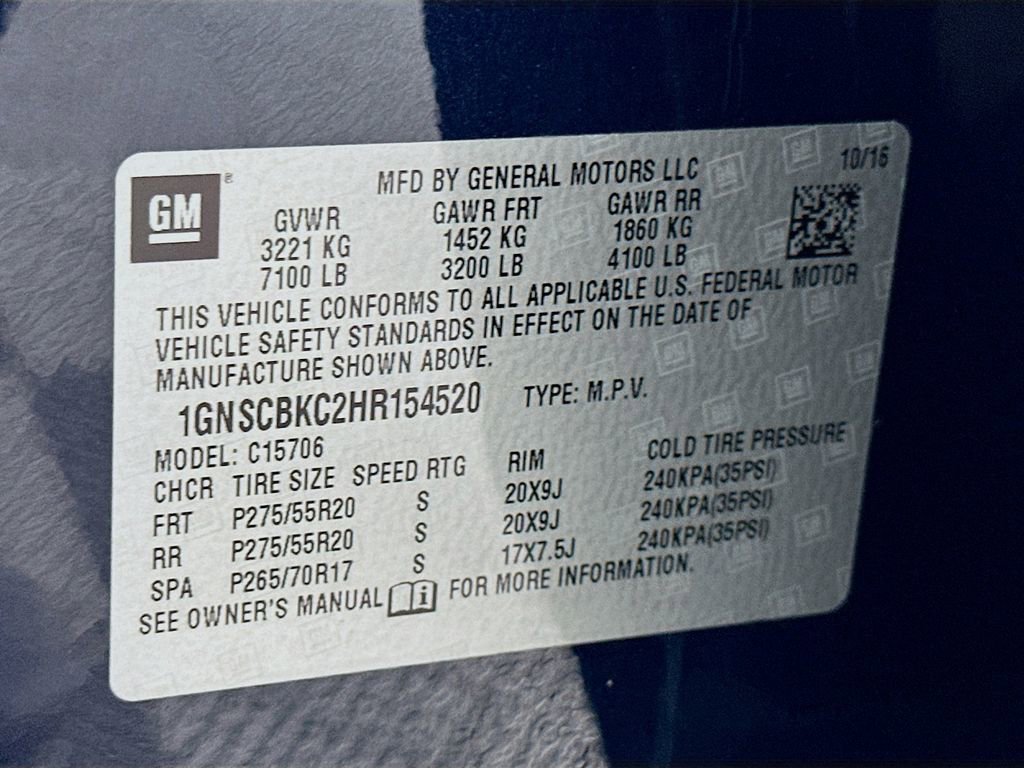 GM ®
MFD BY GENERAL MOTORS LLC 10/16
GVWR GAWR FRT GAWR RR
3221 KG 1452 KG 1860 KG
7100 LB 3200 LB 4100 LB
THIS VEHICLE CONFORMS TO ALL APPLICABLE U.S. FEDERAL MOTOR
VEHICLE SAFETY STANDARDS IN EFFECT ON THE DATE OF
MANUFACTURE SHOWN ABOVE.
1GNSCBKC2HR154520 TYPE: M.P.V.
MODEL: C15706
CHCR TIRE SIZE SPEED RTG RIM COLD TIRE PRESSURE
FRT P275/55R20 S 20X9J 240KPA(35PSI)
RR P275/55R20 S 20X9J 240KPA(35PSI)
SPA P265/70R17 S 17X7.5J 240KPA(35PSI)
SEE OWNER'S MANUAL i FOR MORE INFORMATION.